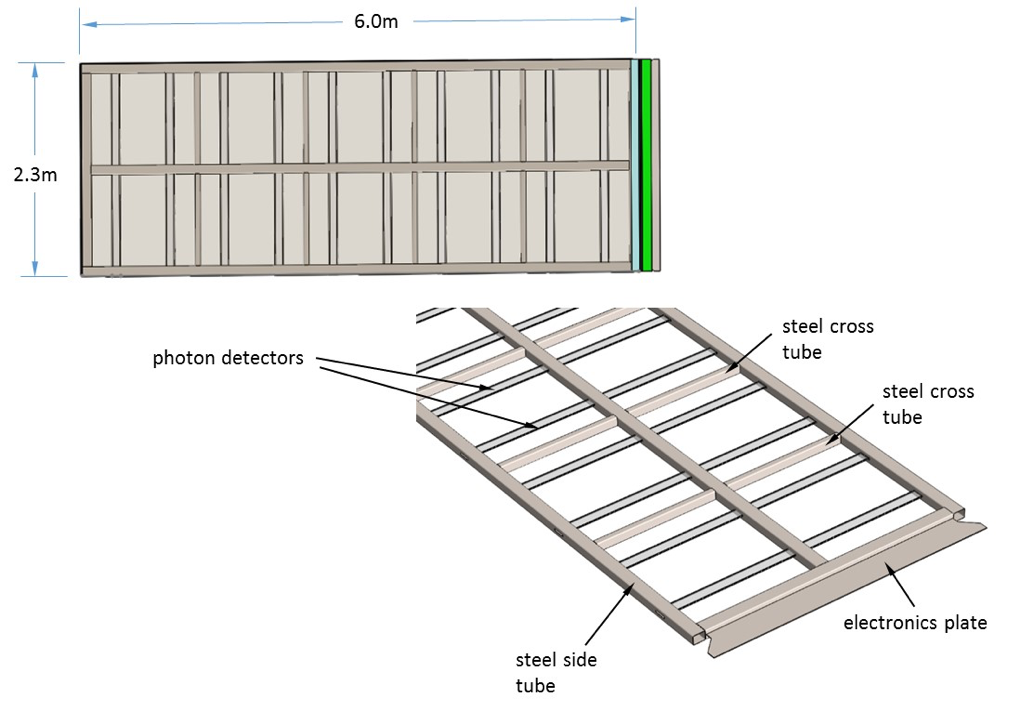 6.0m
2.3m
steel cross
tube
photon detectors
steel cross
tube
electronics plate
steel side
tube